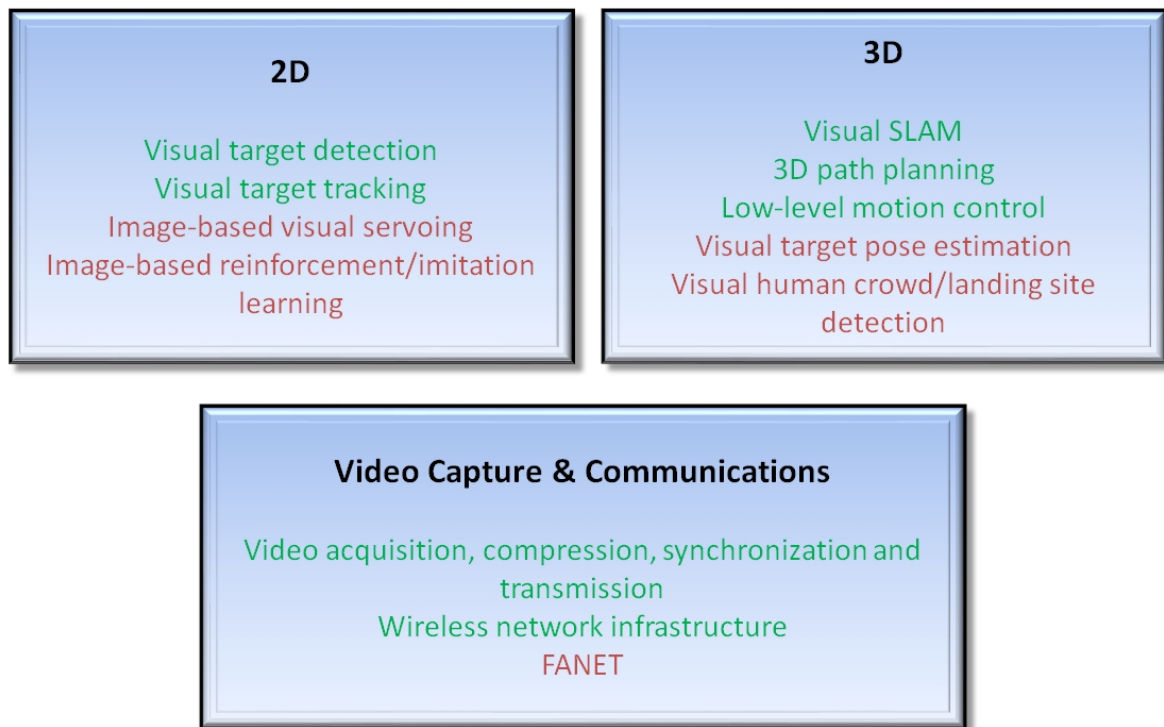 2D
Visual target detection
Visual target tracking
Image-based visual servoing
Image-based reinforcement/imitation
learning
3D
Visual SLAM
3D path planning
Low-level motion control
Visual target pose estimation
Visual human crowd/landing site
detection
Video Capture & Communications
Video acquisition, compression, synchronization and
transmission
Wireless network infrastructure
FANET